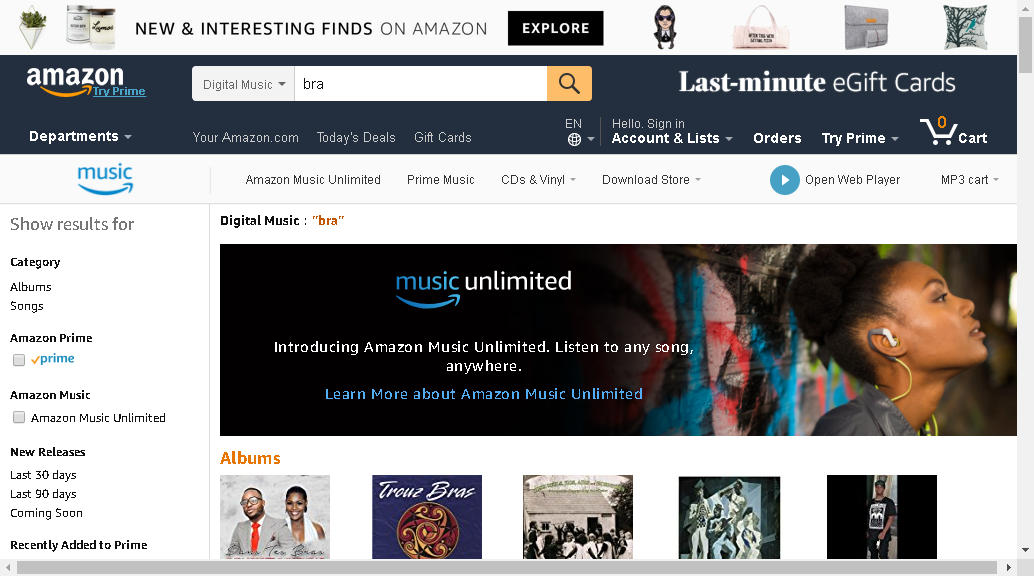 NEW & INTERESTING FINDS ON AMAZON EXPLORE
amazon
Try Prime
Digital Music bra
Last-minute eGift Cards
Departments
Your Amazon.com Today's Deals Gift Cards
EN
Hello. Sign in
Account & Lists
Orders
Try Prime
0
Cart
music
Amazon Music Unlimited Prime Music CDs & Vinyl Download Store Open Web Player MP3 cart
Show results for
Category
Albums
Songs
Amazon Prime
prime
Amazon Music
Amazon Music Unlimited
New Releases
Last 30 days
Last 90 days
Coming Soon
Recently Added to Prime
Digital Music : "bra"
music unlimited
Introducing Amazon Music Unlimited. Listen to any song,
anywhere.
Learn More about Amazon Music Unlimited
Albums
Dans Tes Bras
Trouz Bras